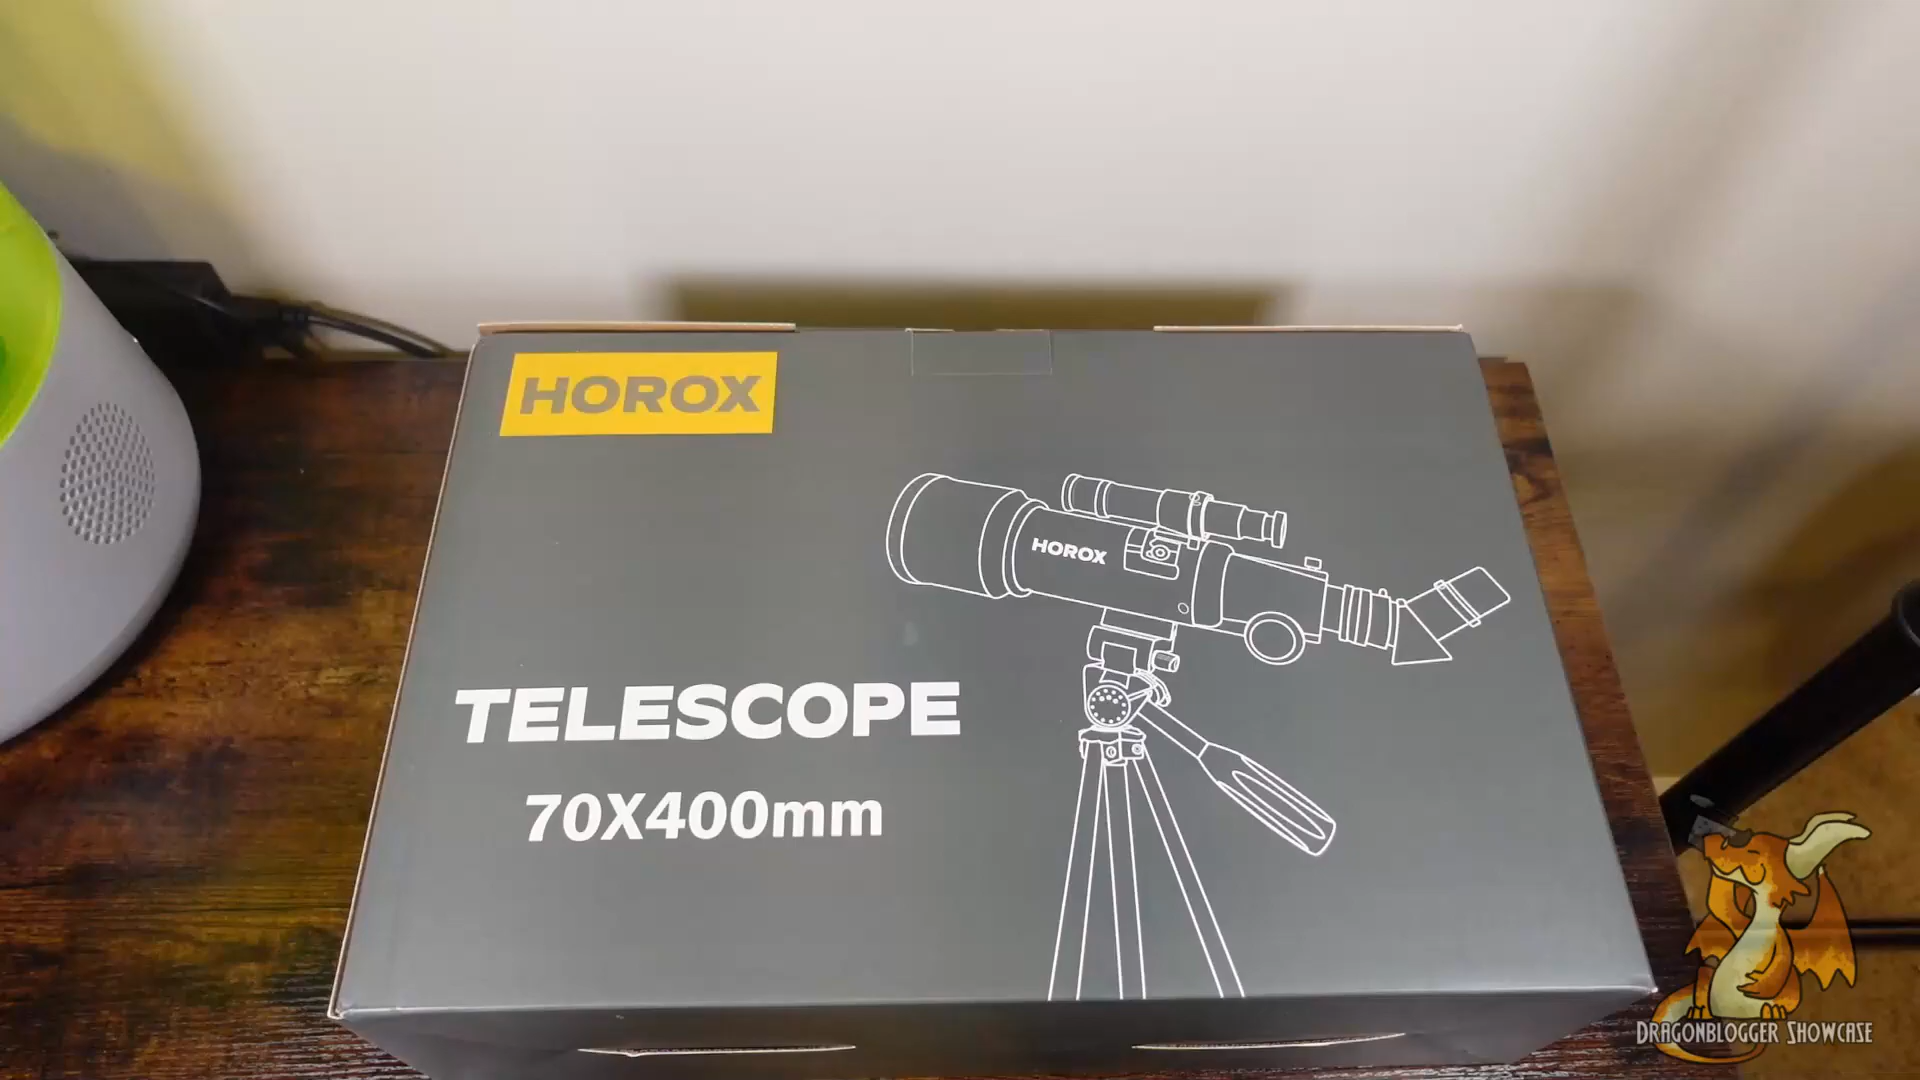 HOROX
HOROX
TELESCOPE
70X400mm
DRAGONBLOGGER SHOWCASE